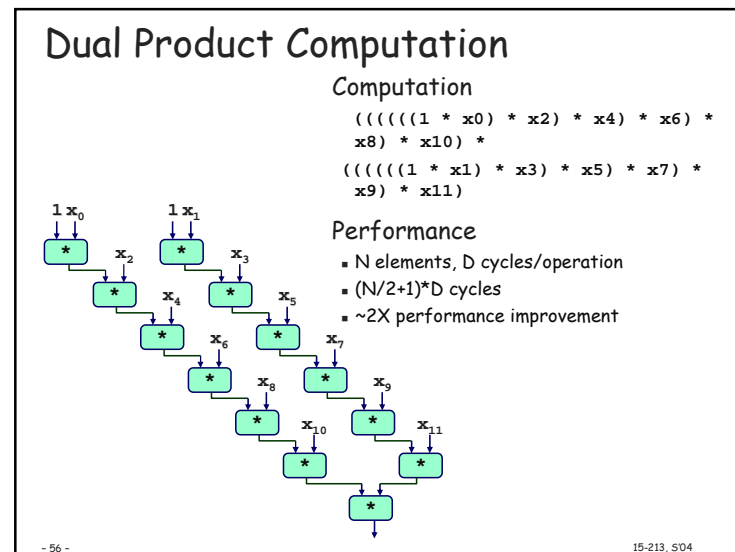 Dual Product Computation
Computation
((((((1 * x0) * x2) * x4) * x6) *
x8) * x10) *
((((((1 * x1) * x3) * x5) * x7) *
x9) * x11)
Performance
▪ N elements, D cycles/operation
▪ (N/2+1)*D cycles
▪ ~2X performance improvement
1 x₀ 1 x₁
* *
x₂ x₃
* *
x₄ x₅
* *
x₆ x₇
* *
x₈ x₉
* *
x₁₀ x₁₁
* *
*
- 56 -
15-213, S'04